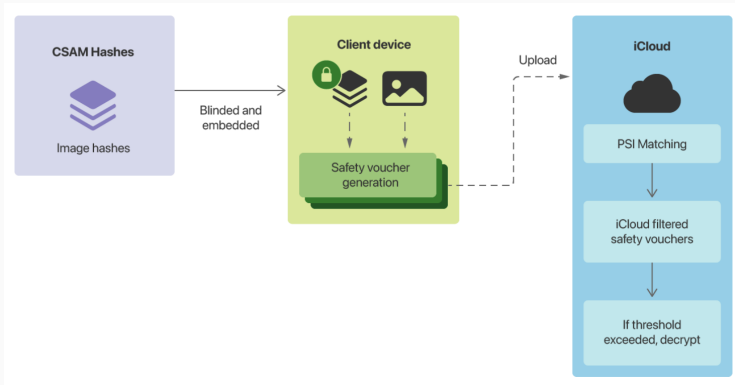 CSAM Hashes
Image hashes
Blinded and
embedded
Client device
Safety voucher
generation
Upload
iCloud
PSI Matching
iCloud filtered
safety vouchers
If threshold
exceeded, decrypt